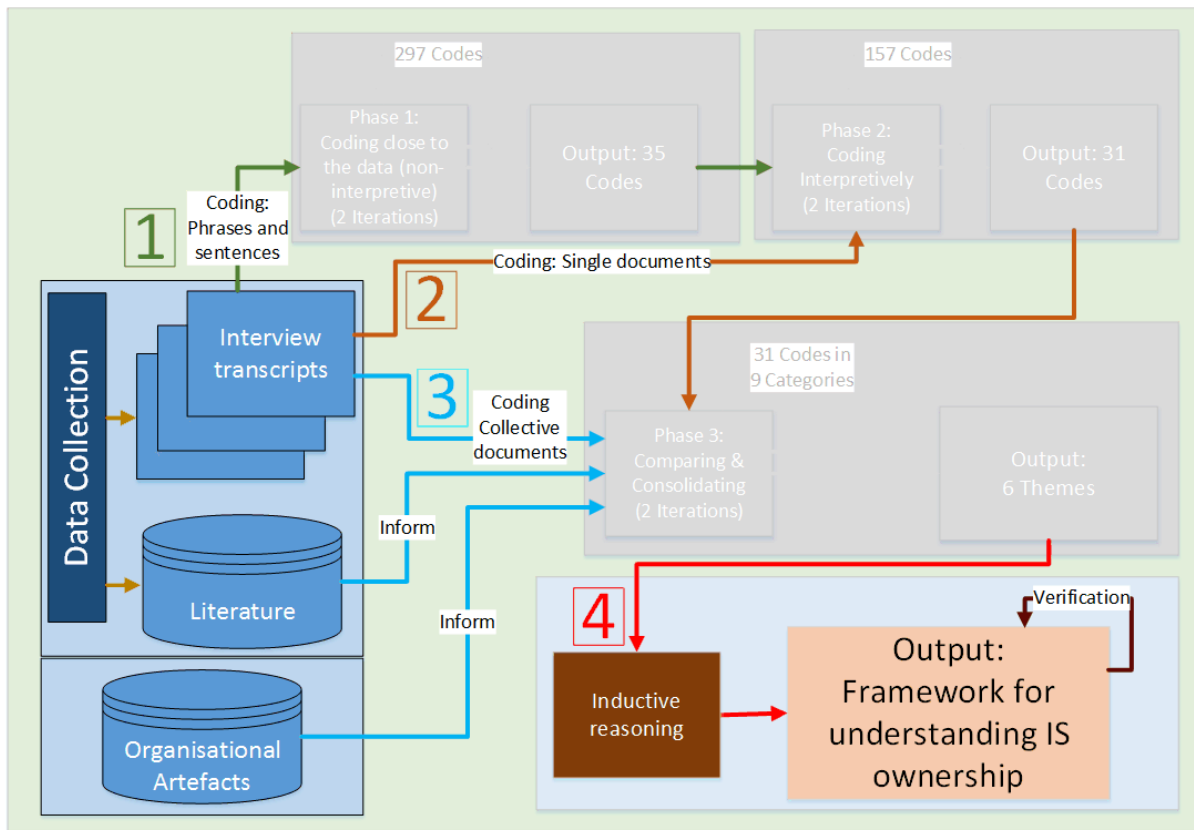 297 Codes
157 Codes
Phase 1:
Coding close to
the data (non-
interpretive)
(2 Iterations)
Output: 35
Codes
Phase 2:
Coding
Interpretively
(2 Iterations)
Output: 31
Codes
1
Coding:
Phrases and
sentences
2
Coding: Single documents
Data Collection
Interview
transcripts
3
Coding
Collective
documents
31 Codes in
9 Categories
Phase 3:
Comparing &
Consolidating
(2 Iterations)
Output:
6 Themes
Inform
Literature
Inform
Organisational
Artefacts
4
Inductive
reasoning
Verification
Output:
Framework for
understanding IS
ownership